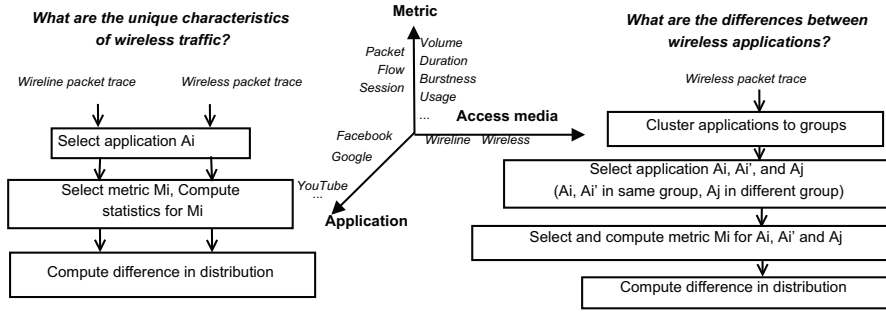 What are the unique characteristics
of wireless traffic?
Wireline packet trace
Wireless packet trace
Select application Ai
Select metric Mi, Compute
statistics for Mi
Compute difference in distribution
Metric
Packet
Flow
Session
Volume
Duration
Burstness
Usage
...
Access media
Wireline
Wireless
Facebook
Google
YouTube
...
Application
What are the differences between
wireless applications?
Wireless packet trace
Cluster applications to groups
Select application Ai, Ai’, and Aj
(Ai, Ai’ in same group, Aj in different group)
Select and compute metric Mi for Ai, Ai’ and Aj
Compute difference in distribution